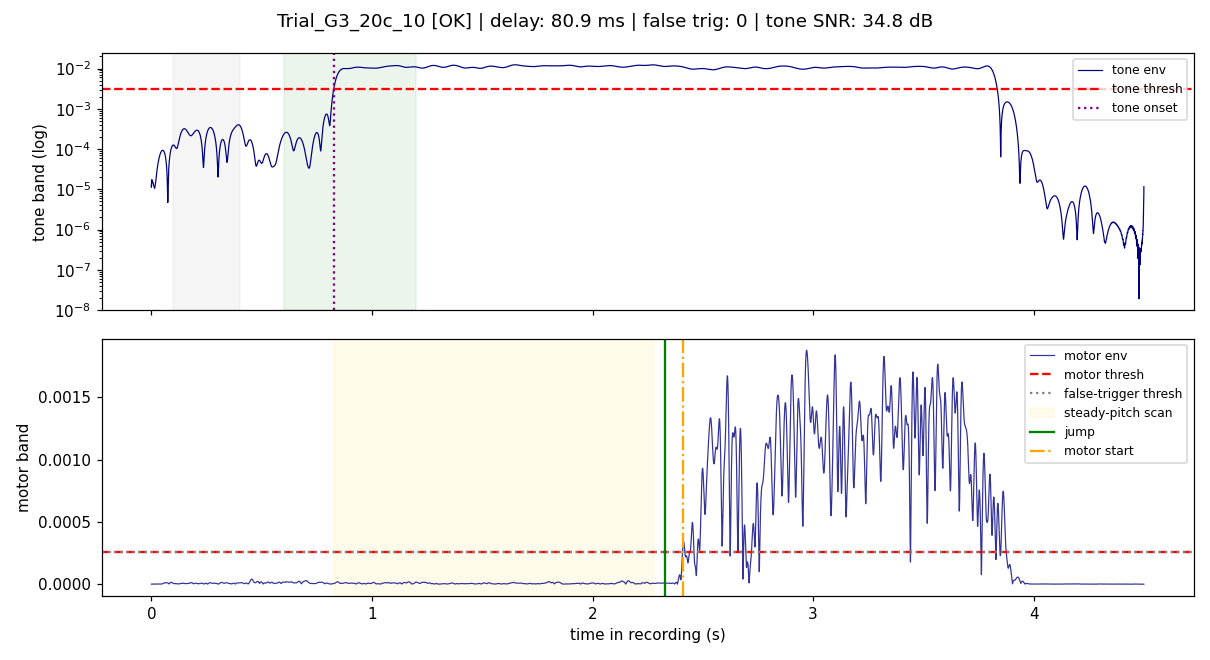 Trial_G3_20c_10 [OK] | delay: 80.9 ms | false trig: 0 | tone SNR: 34.8 dB
tone band (log)
10⁻²
10⁻³
10⁻⁴
10⁻⁵
10⁻⁶
10⁻⁷
10⁻⁸
tone env
tone thresh
tone onset
motor band
0.0015
0.0010
0.0005
0.0000
motor env
motor thresh
false-trigger thresh
steady-pitch scan
jump
motor start
0 1 2 3 4
time in recording (s)